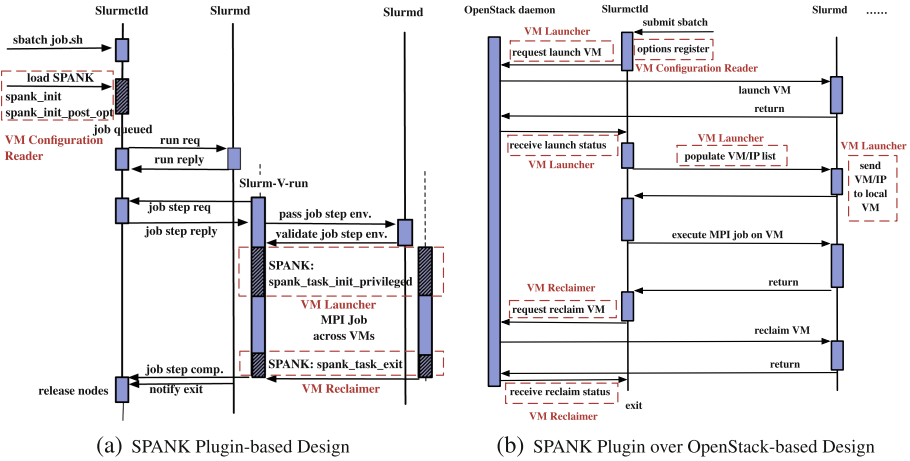 Slurmctld
Slurmd
Slurmd
sbatch job.sh
load SPANK
spank_init
spank_init_post_opt
VM Configuration
Reader
job queued
run req
run reply
Slurm-V-run
job step req
job step reply
pass job step env.
validate job step env.
SPANK:
spank_task_init_privileged
VM Launcher
MPI Job
across VMs
SPANK: spank_task_exit
VM Reclaimer
job step comp.
notify exit
release nodes
(a) SPANK Plugin-based Design
OpenStack daemon
Slurmctld
Slurmd
......
submit sbatch
VM Launcher
request launch VM
options register
VM Configuration Reader
launch VM
return
receive launch status
VM Launcher
VM Launcher
populate VM/IP list
VM Launcher
send
VM/IP
to local
VM
execute MPI job on VM
return
VM Reclaimer
request reclaim VM
reclaim VM
return
receive reclaim status
VM Reclaimer
exit
(b) SPANK Plugin over OpenStack-based Design